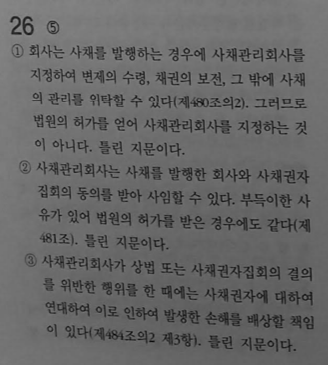 26 ⑤
① 회사는 사채를 발행하는 경우에 사채관리회사를
지정하여 변제의 수령, 채권의 보전, 그 밖에 사채
의 관리를 위탁할 수 있다(제480조의2). 그러므로
법원의 허가를 얻어 사채관리회사를 지정하는 것
이 아니다. 틀린 지문이다.
② 사채관리회사는 사채를 발행한 회사와 사채권자
집회의 동의를 받아 사임할 수 있다. 부득이한 사
유가 있어 법원의 허가를 받은 경우에도 같다(제
481조). 틀린 지문이다.
③ 사채관리회사가 상법 또는 사채권자집회의 결의
를 위반한 행위를 한 때에는 사채권자에 대하여
연대하여 이로 인하여 발생한 손해를 배상할 책임
이 있다(제484조의2 제3항). 틀린 지문이다.